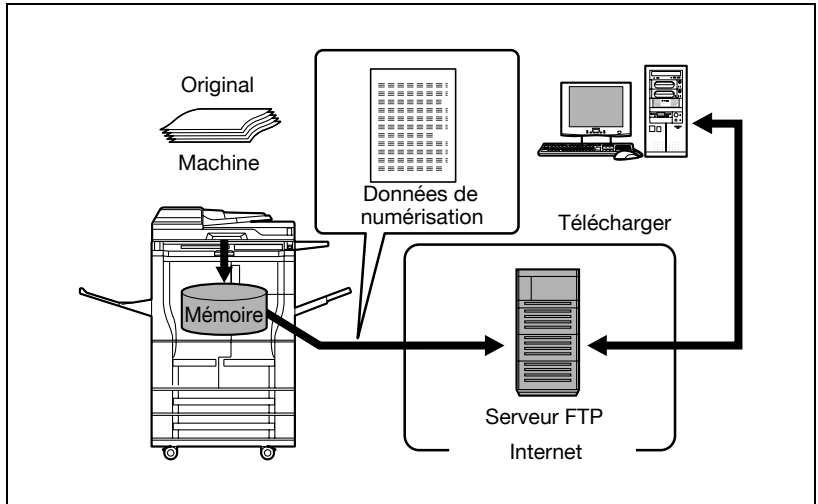 Original
Machine
Données de
numérisation
Télécharger
Mémoire
Serveur FTP
Internet